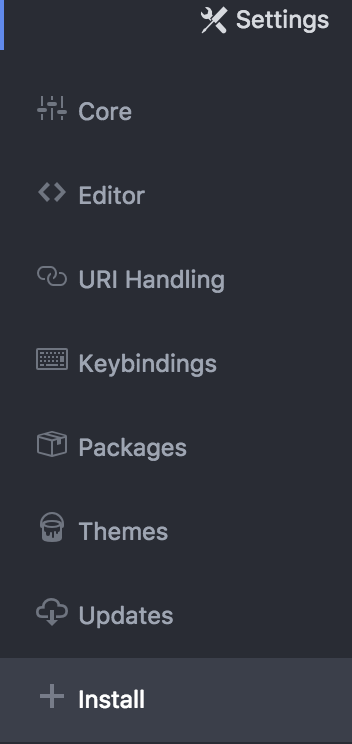 Settings
Core
Editor
URI Handling
Keybindings
Packages
Themes
Updates
Install